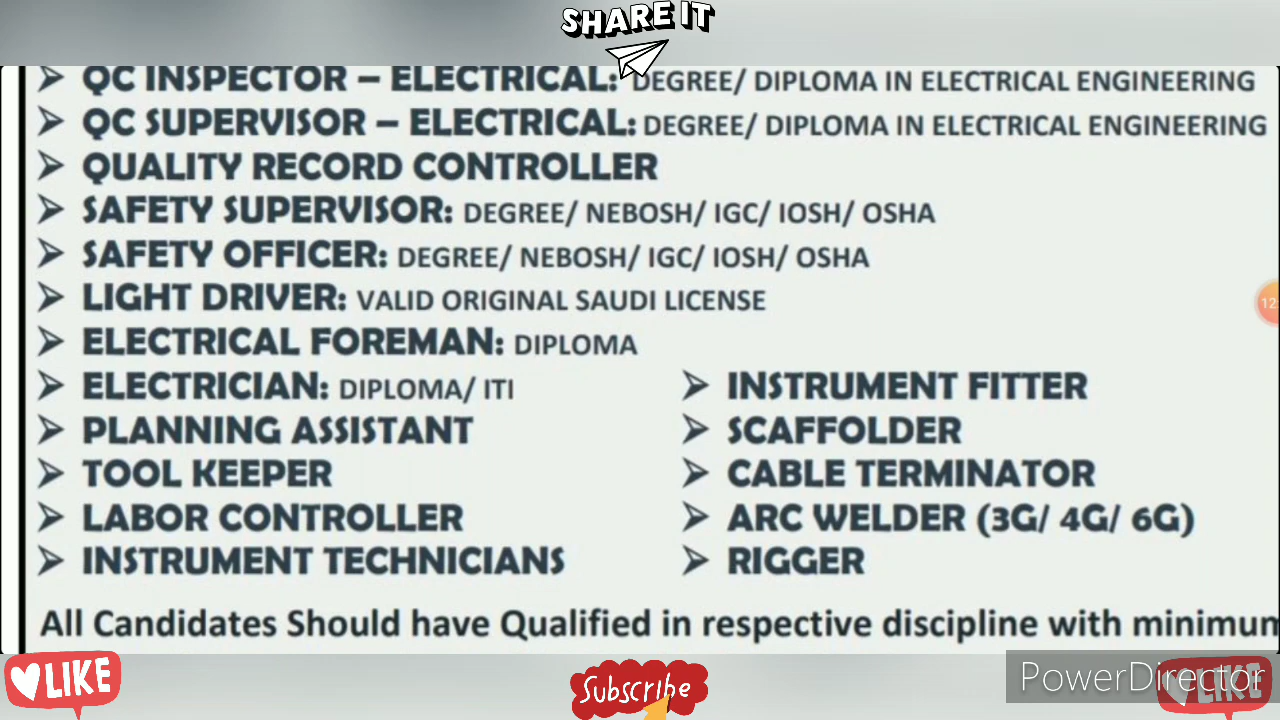 SHARE IT
➢ QC INSPECTOR – ELECTRICAL: DEGREE/ DIPLOMA IN ELECTRICAL ENGINEERING
➢ QC SUPERVISOR – ELECTRICAL: DEGREE/ DIPLOMA IN ELECTRICAL ENGINEERING
➢ QUALITY RECORD CONTROLLER
➢ SAFETY SUPERVISOR: DEGREE/ NEBOSH/ IGC/ IOSH/ OSHA
➢ SAFETY OFFICER: DEGREE/ NEBOSH/ IGC/ IOSH/ OSHA
➢ LIGHT DRIVER: VALID ORIGINAL SAUDI LICENSE
➢ ELECTRICAL FOREMAN: DIPLOMA
➢ ELECTRICIAN: DIPLOMA/ ITI
➢ PLANNING ASSISTANT
➢ TOOL KEEPER
➢ LABOR CONTROLLER
➢ INSTRUMENT TECHNICIANS
➢ INSTRUMENT FITTER
➢ SCAFFOLDER
➢ CABLE TERMINATOR
➢ ARC WELDER (3G/ 4G/ 6G)
➢ RIGGER
All Candidates Should have Qualified in respective discipline with minimum
LIKE
Subscribe
PowerDirector
LIKE